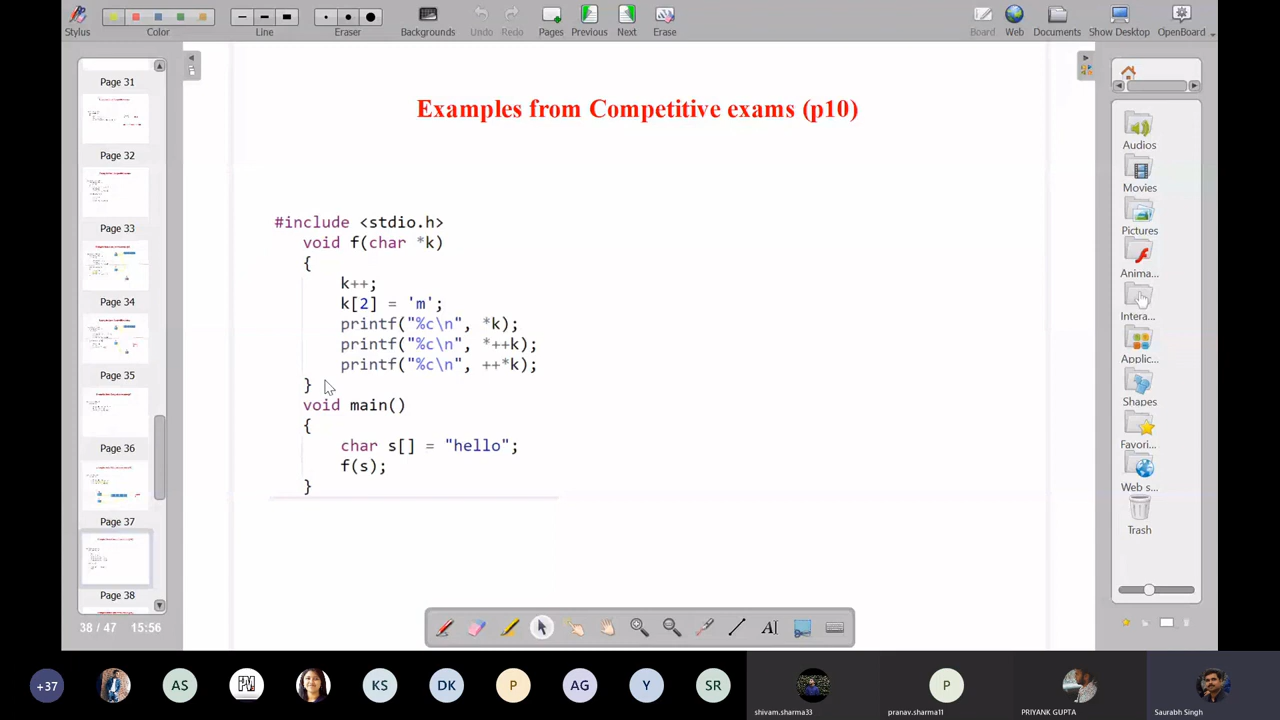 Stylus
Color
Line
Eraser
Backgrounds
Undo
Redo
Pages
Previous
Next
Erase
Board
Web
Documents
Show Desktop
OpenBoard
Page 31
Page 32
Page 33
Page 34
Page 35
Page 36
Page 37
Page 38
38 / 47
15:56
Examples from Competitive exams (p10)
#include <stdio.h>
void f(char *k)
{
k++;
k[2] = 'm';
printf("%c\n", *k);
printf("%c\n", *++k);
printf("%c\n", ++*k);
}
void main()
{
char s[] = "hello";
f(s);
}
Audios
Movies
Pictures
Anima...
Intera...
Applic...
Shapes
Favori...
Web s...
Trash
+37
AS
KS
DK
P
AG
Y
SR
shivam.sharma33
P
pranav.sharma11
PRIYANK GUPTA
Saurabh Singh